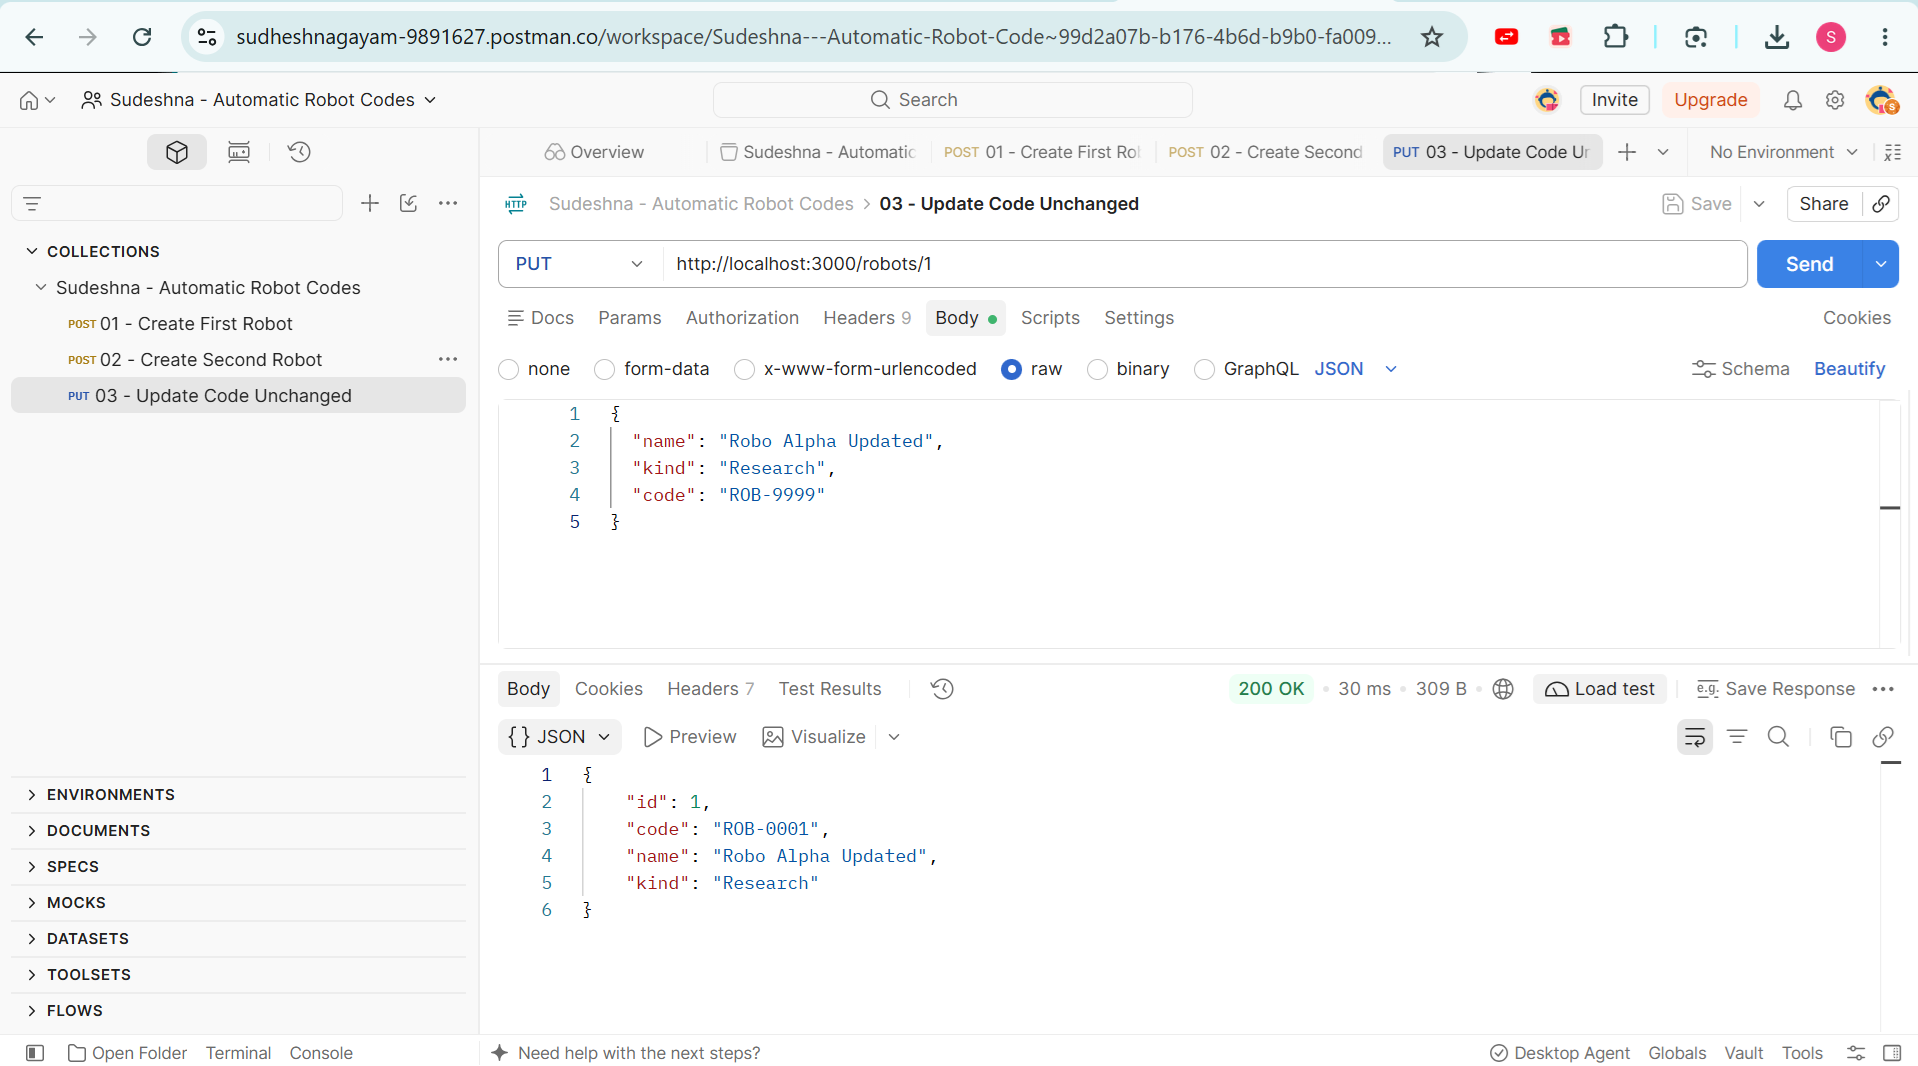 sudheshnagayam-9891627.postman.co/workspace/Sudeshna---Automatic-Robot-Code~99d2a07b-b176-4b6d-b9b0-fa009...
S
Sudeshna - Automatic Robot Codes
Search
Invite
Upgrade
S
Overview
Sudeshna - Automatic
POST 01 - Create First Ro
POST 02 - Create Second
PUT 03 - Update Code Ur
No Environment
HTTP
Sudeshna - Automatic Robot Codes > 03 - Update Code Unchanged
Save
Share
COLLECTIONS
Sudeshna - Automatic Robot Codes
POST 01 - Create First Robot
POST 02 - Create Second Robot
PUT 03 - Update Code Unchanged
PUT
http://localhost:3000/robots/1
Send
Docs
Params
Authorization
Headers 9
Body
Scripts
Settings
Cookies
none
form-data
x-www-form-urlencoded
raw
binary
GraphQL
JSON
Schema
Beautify
1 {
2 "name": "Robo Alpha Updated",
3 "kind": "Research",
4 "code": "ROB-9999"
5 }
Body
Cookies
Headers 7
Test Results
200 OK
30 ms
309 B
Load test
e.g. Save Response
{} JSON
Preview
Visualize
1 {
2 "id": 1,
3 "code": "ROB-0001",
4 "name": "Robo Alpha Updated",
5 "kind": "Research"
6 }
ENVIRONMENTS
DOCUMENTS
SPECS
MOCKS
DATASETS
TOOLSETS
FLOWS
Open Folder
Terminal
Console
Need help with the next steps?
Desktop Agent
Globals
Vault
Tools